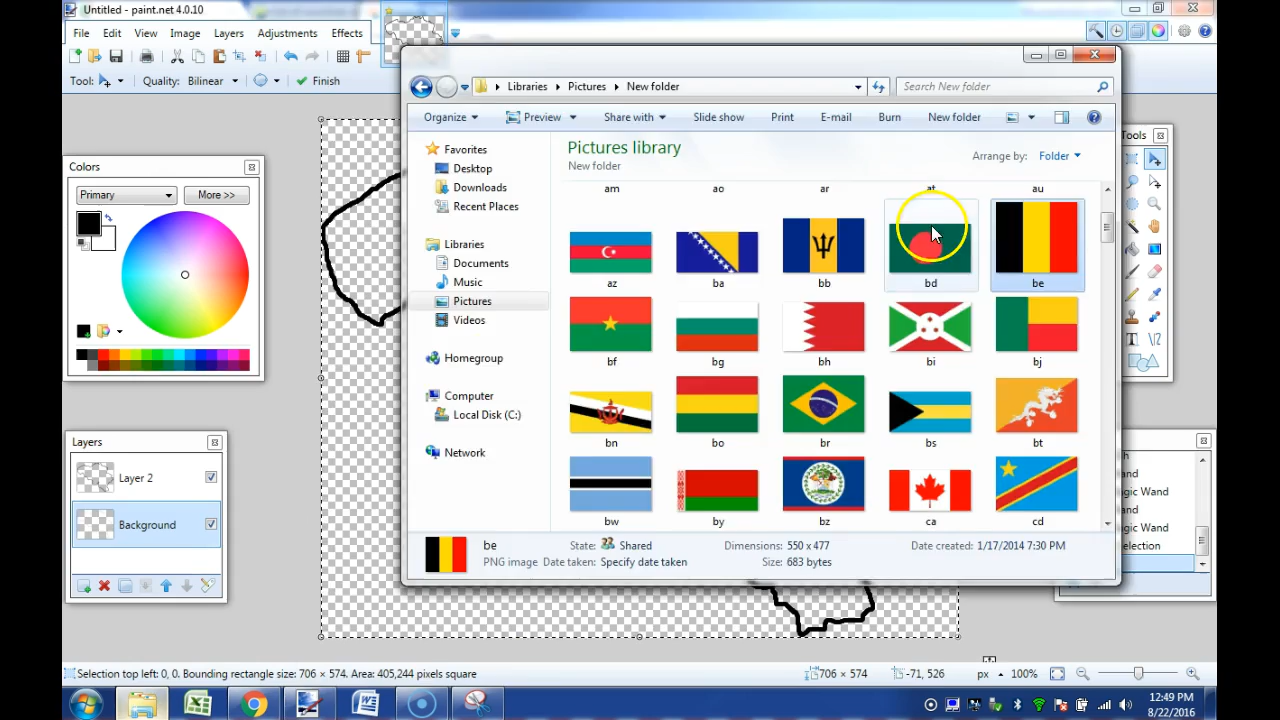 Untitled - paint.net 4.0.10
File Edit View Image Layers Adjustments Effects
Tool: Quality: Bilinear Finish
Libraries Pictures New folder Search New folder
Organize Preview Share with Slide show Print E-mail Burn New folder
Pictures library
New folder
Arrange by: Folder
Favorites
Desktop
Downloads
Recent Places
Libraries
Documents
Music
Pictures
Videos
Homegroup
Computer
Local Disk (C:)
Network
am ao ar at au
az ba bb bd be
bf bg bh bi bj
bn bo br bs bt
bw by bz ca cd
be State: Shared Dimensions: 550 x 477 Date created: 1/17/2014 7:30 PM
PNG image Date taken: Specify date taken Size: 683 bytes
Colors
Primary More >>
Layers
Layer 2
Background
Tools
Selection top left: 0, 0. Bounding rectangle size: 706 × 574. Area: 405,244 pixels square
706 × 574 -71, 526 px 100%
12:49 PM
8/22/2016